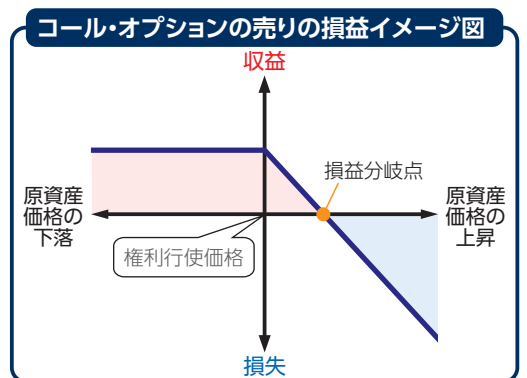 コール・オプションの売りの損益イメージ図
収益
損益分岐点
原資産
価格の
下落
原資産
価格の
上昇
権利行使価格
損失